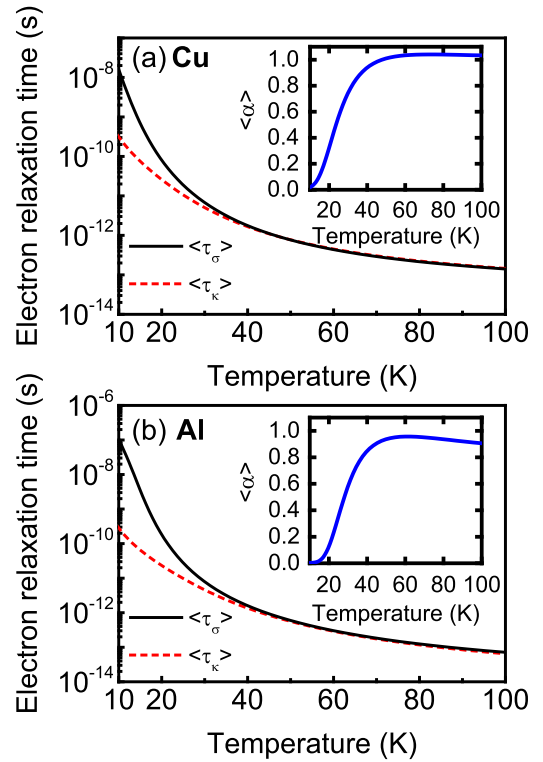 (a) Cu
Electron relaxation time (s)
10⁻⁸
10⁻¹⁰
10⁻¹²
10⁻¹⁴
<τσ>
<τκ>
10 20 40 60 80 100
Temperature (K)
<α>
1.0
0.8
0.6
0.4
0.2
0.0
20 40 60 80 100
Temperature (K)
(b) Al
Electron relaxation time (s)
10⁻⁶
10⁻⁸
10⁻¹⁰
10⁻¹²
10⁻¹⁴
<τσ>
<τκ>
10 20 40 60 80 100
Temperature (K)
<α>
1.0
0.8
0.6
0.4
0.2
0.0
20 40 60 80 100
Temperature (K)